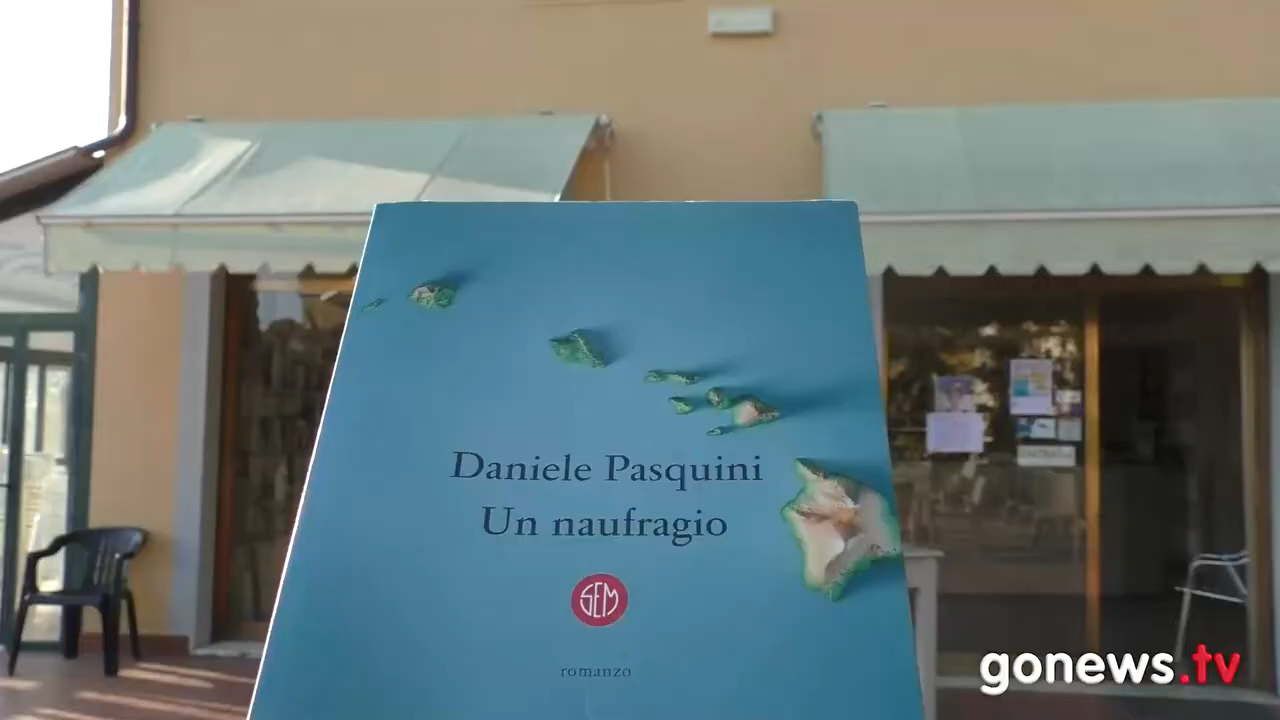 Daniele Pasquini
Un naufragio
SEM
romanzo
gonews.tv